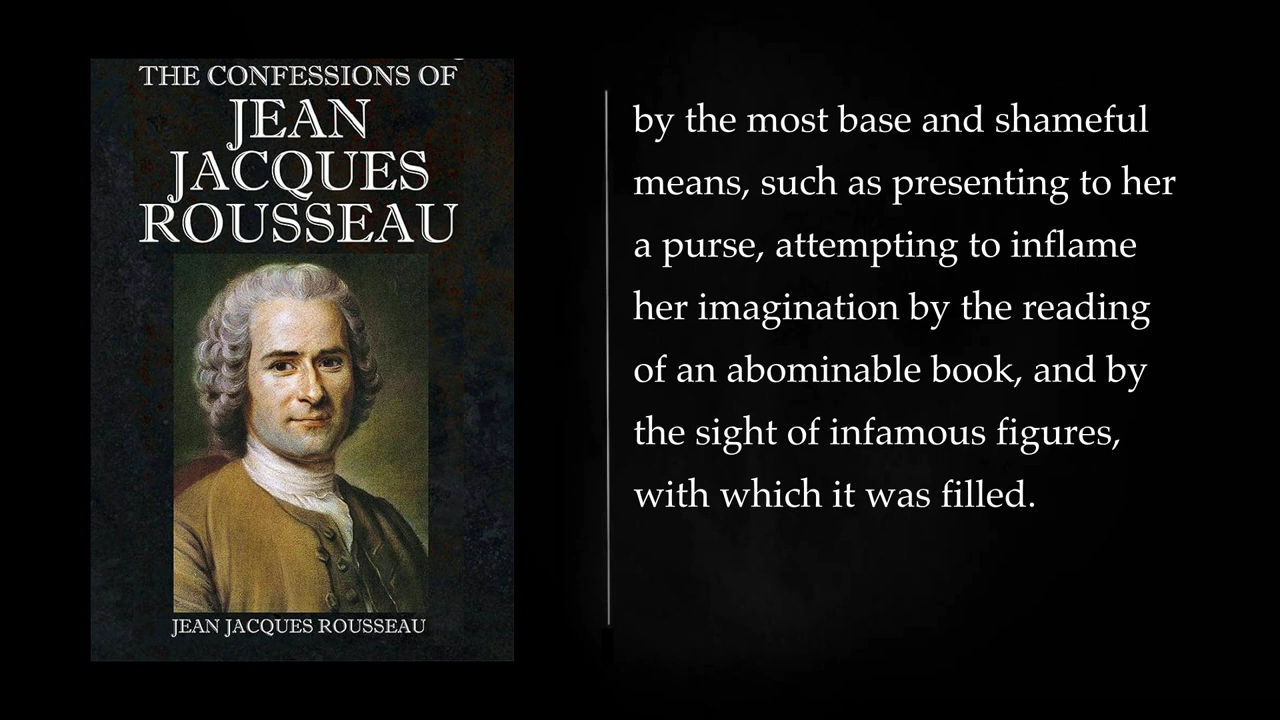 THE CONFESSIONS OF
JEAN
JACQUES
ROUSSEAU
JEAN JACQUES ROUSSEAU
by the most base and shameful
means, such as presenting to her
a purse, attempting to inflame
her imagination by the reading
of an abominable book, and by
the sight of infamous figures,
with which it was filled.